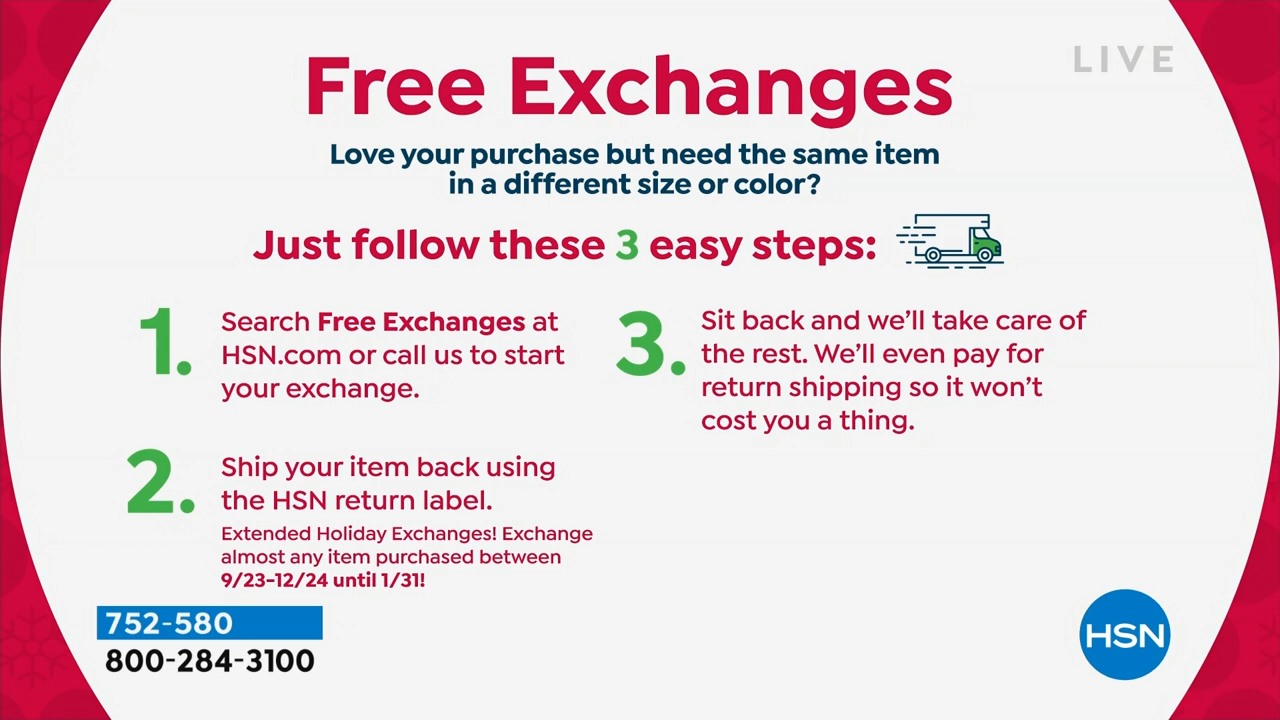 LIVE
Free Exchanges
Love your purchase but need the same item
in a different size or color?
Just follow these 3 easy steps:
1.
Search Free Exchanges at
HSN.com or call us to start
your exchange.
2.
Ship your item back using
the HSN return label.
Extended Holiday Exchanges! Exchange
almost any item purchased between
9/23-12/24 until 1/31!
3.
Sit back and we'll take care of
the rest. We'll even pay for
return shipping so it won't
cost you a thing.
752-580
800-284-3100
HSN